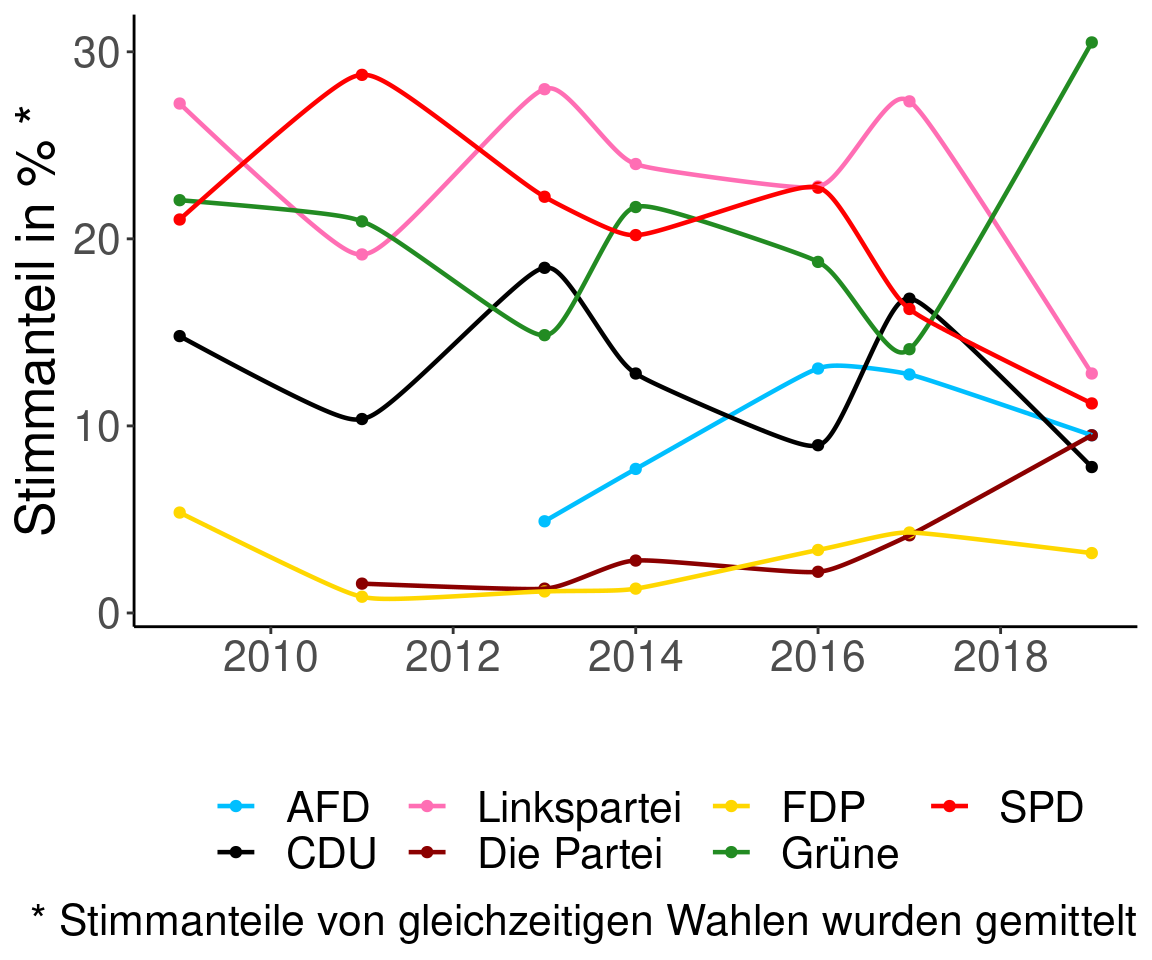 Stimmanteil in % *
30
20
10
0
2010 2012 2014 2016 2018
AFD Linkspartei FDP SPD
CDU Die Partei Grüne
* Stimmanteile von gleichzeitigen Wahlen wurden gemittelt